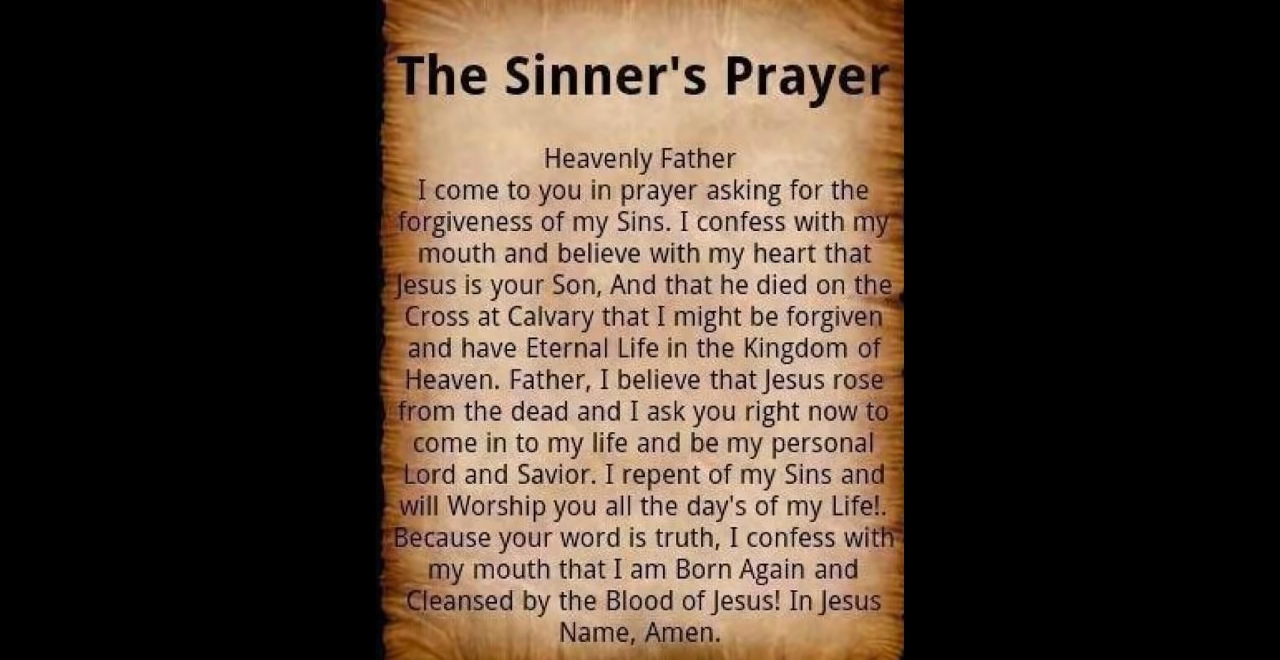 The Sinner's Prayer
Heavenly Father
I come to you in prayer asking for the
forgiveness of my Sins. I confess with my
mouth and believe with my heart that
Jesus is your Son, And that he died on the
Cross at Calvary that I might be forgiven
and have Eternal Life in the Kingdom of
Heaven. Father, I believe that Jesus rose
from the dead and I ask you right now to
come in to my life and be my personal
Lord and Savior. I repent of my Sins and
will Worship you all the day's of my Life!.
Because your word is truth, I confess with
my mouth that I am Born Again and
Cleansed by the Blood of Jesus! In Jesus
Name, Amen.